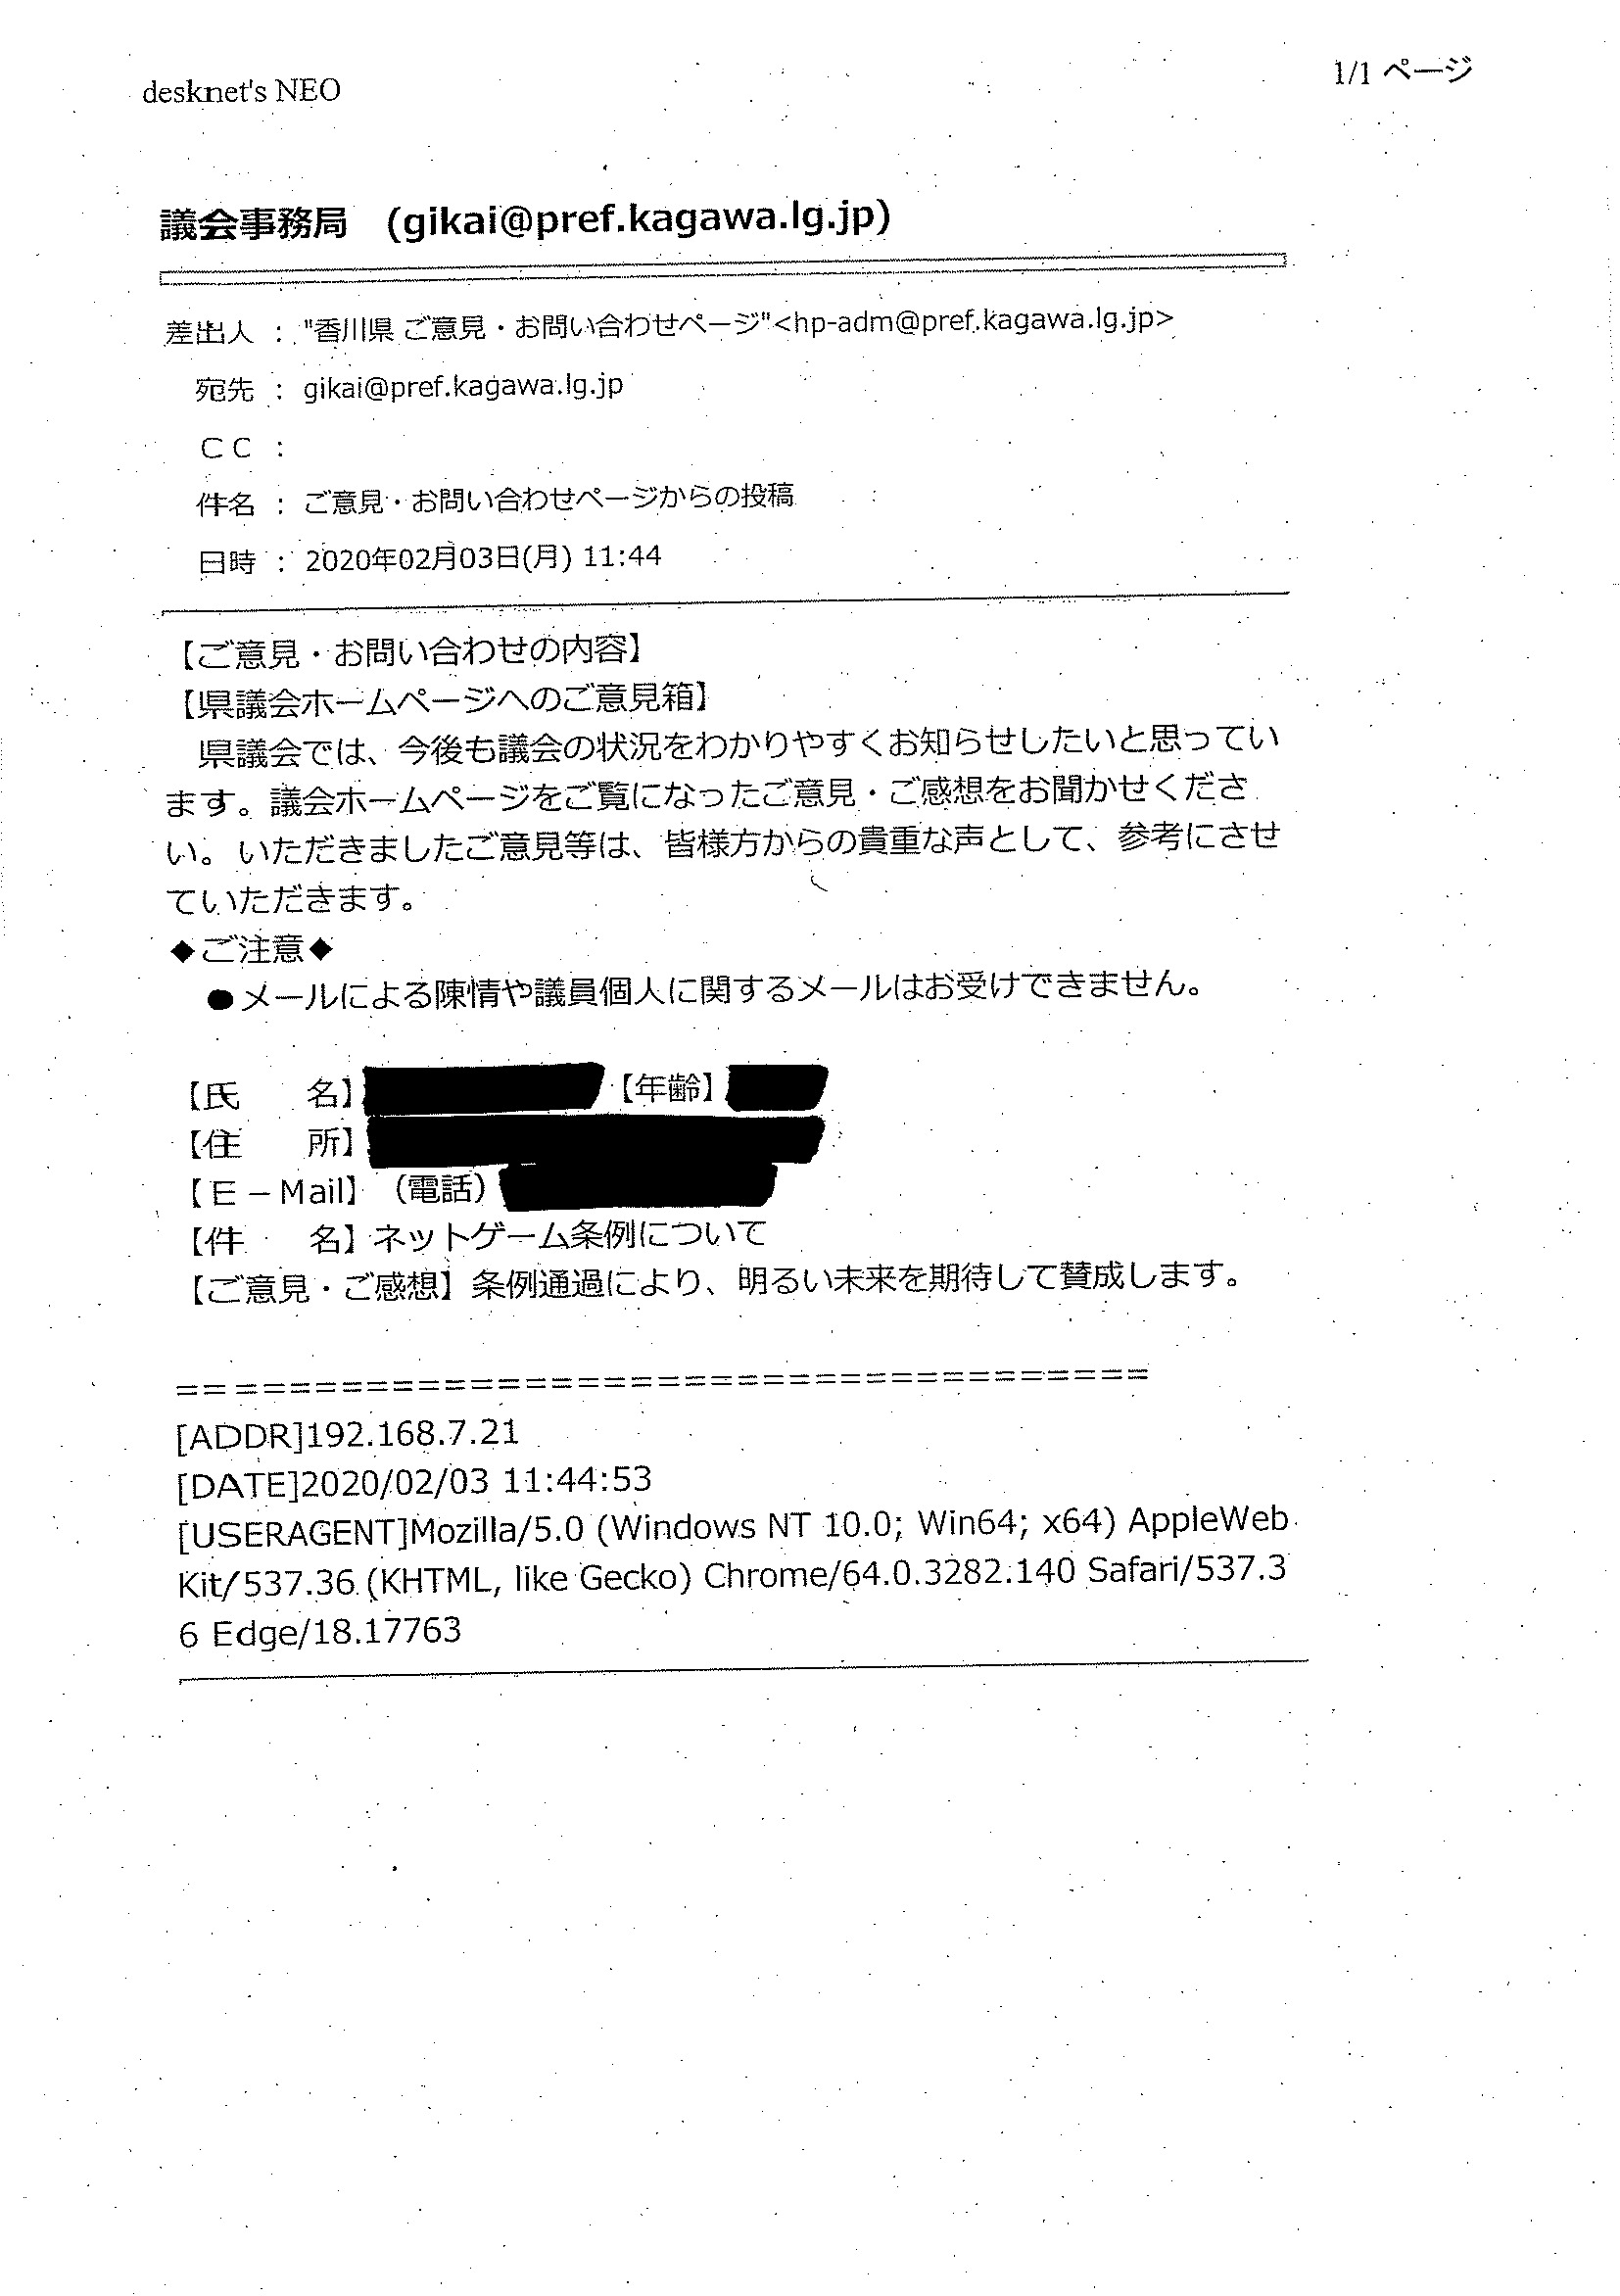 desknet's NEO
1/1 ページ
議会事務局 (gikai@pref.kagawa.lg.jp)
差出人 : "香川県 ご意見・お問い合わせページ"<hp-adm@pref.kagawa.lg.jp>
宛先 : gikai@pref.kagawa.lg.jp
ＣＣ :
件名 : ご意見・お問い合わせページからの投稿
日時 : 2020年02月03日(月) 11:44
【ご意見・お問い合わせの内容】
【県議会ホームページへのご意見箱】
　県議会では、今後も議会の状況をわかりやすくお知らせしたいと思ってい
ます。議会ホームページをご覧になったご意見・ご感想をお聞かせくださ
い。いただきましたご意見等は、皆様方からの貴重な声として、参考にさせ
ていただきます。
◆ご注意◆
　●メールによる陳情や議員個人に関するメールはお受けできません。
【氏　　名】【年齢】
【住　　所】
【Ｅ－Mail】（電話）
【件　　名】ネットゲーム条例について
【ご意見・ご感想】条例通過により、明るい未来を期待して賛成します。
=====================================
[ADDR]192.168.7.21
[DATE]2020/02/03 11:44:53
[USERAGENT]Mozilla/5.0 (Windows NT 10.0; Win64; x64) AppleWeb
Kit/537.36 (KHTML, like Gecko) Chrome/64.0.3282.140 Safari/537.3
6 Edge/18.17763